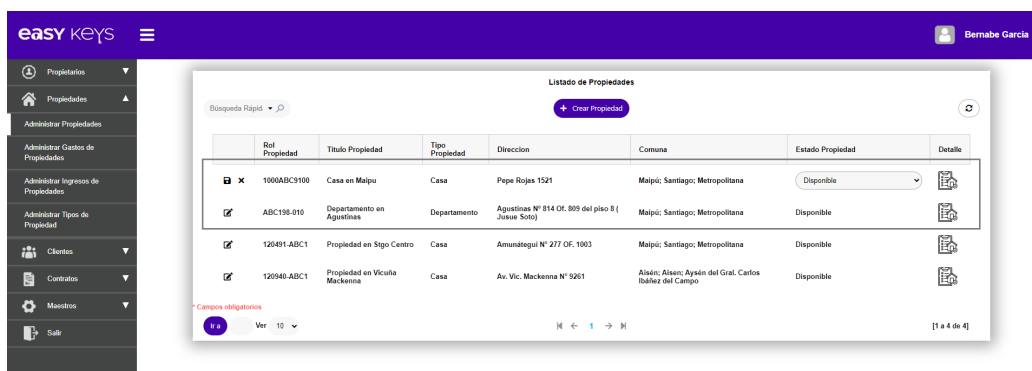 easy keys
Bernabe Garcia
Propietarios
Propiedades
Administrar Propiedades
Administrar Gastos de
Propiedades
Administrar Ingresos de
Propiedades
Administrar Tipos de
Propiedad
Clientes
Contratos
Maestros
Salir
Listado de Propiedades
Búsqueda Rápid
+ Crear Propiedad
Rol
Propiedad
Titulo Propiedad
Tipo
Propiedad
Direccion
Comuna
Estado Propiedad
Detalle
1000ABC9100
Casa en Maipu
Casa
Pepe Rojas 1521
Maipú; Santiago; Metropolitana
Disponible
ABC198-010
Departamento en
Agustinas
Departamento
Agustinas Nº 814 Of. 809 del piso 8 (
Jusue Soto)
Maipú; Santiago; Metropolitana
Disponible
120491-ABC1
Propiedad en Stgo Centro
Casa
Amunátegui N° 277 OF. 1003
Maipú; Santiago; Metropolitana
Disponible
120940-ABC1
Propiedad en Vicuña
Mackenna
Casa
Av. Vic. Mackenna N° 9261
Aisén; Aisen; Aysén del Gral. Carlos
Ibáñez del Campo
Disponible
* Campos obligatorios
Ir a
Ver 10
1
[1 a 4 de 4]